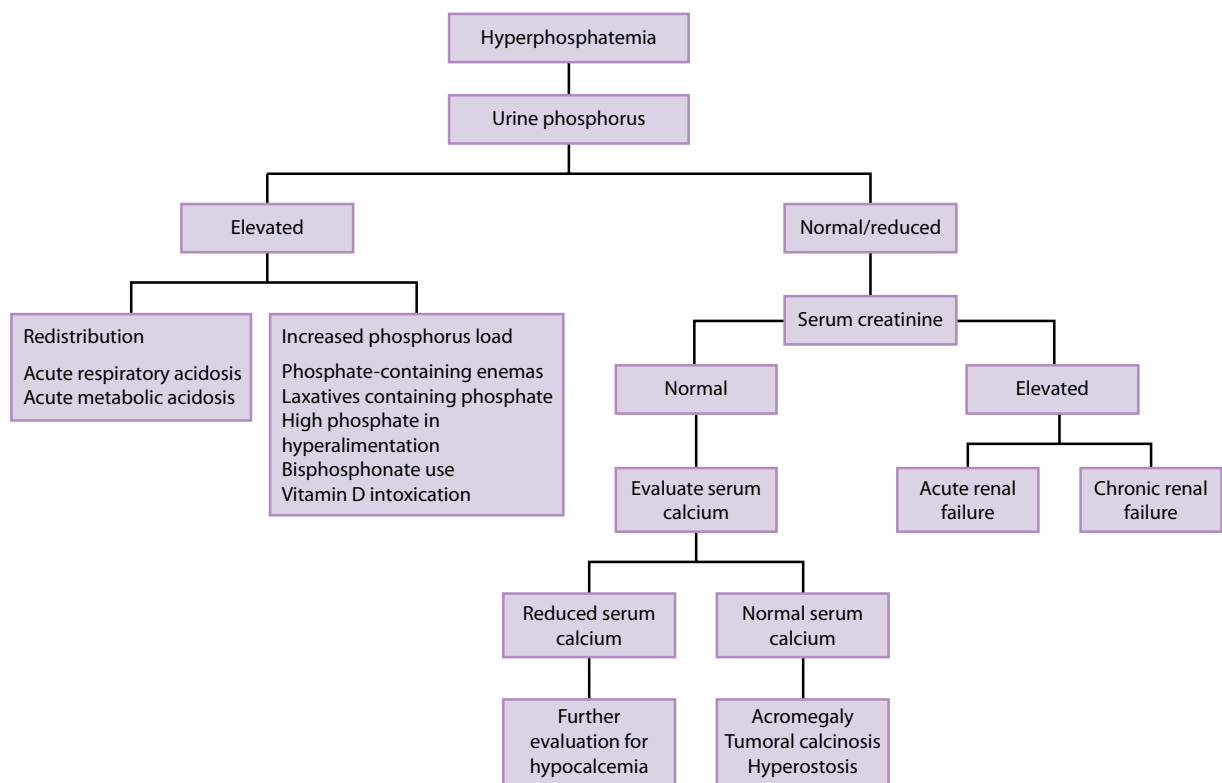 Hyperphosphatemia
Urine phosphorus
Elevated
Normal/reduced
Redistribution
Acute respiratory acidosis
Acute metabolic acidosis
Increased phosphorus load
Phosphate-containing enemas
Laxatives containing phosphate
High phosphate in
hyperalimentation
Bisphosphonate use
Vitamin D intoxication
Serum creatinine
Normal
Elevated
Evaluate serum
calcium
Acute renal
failure
Chronic renal
failure
Reduced serum
calcium
Normal serum
calcium
Further
evaluation for
hypocalcemia
Acromegaly
Tumoral calcinosis
Hyperostosis